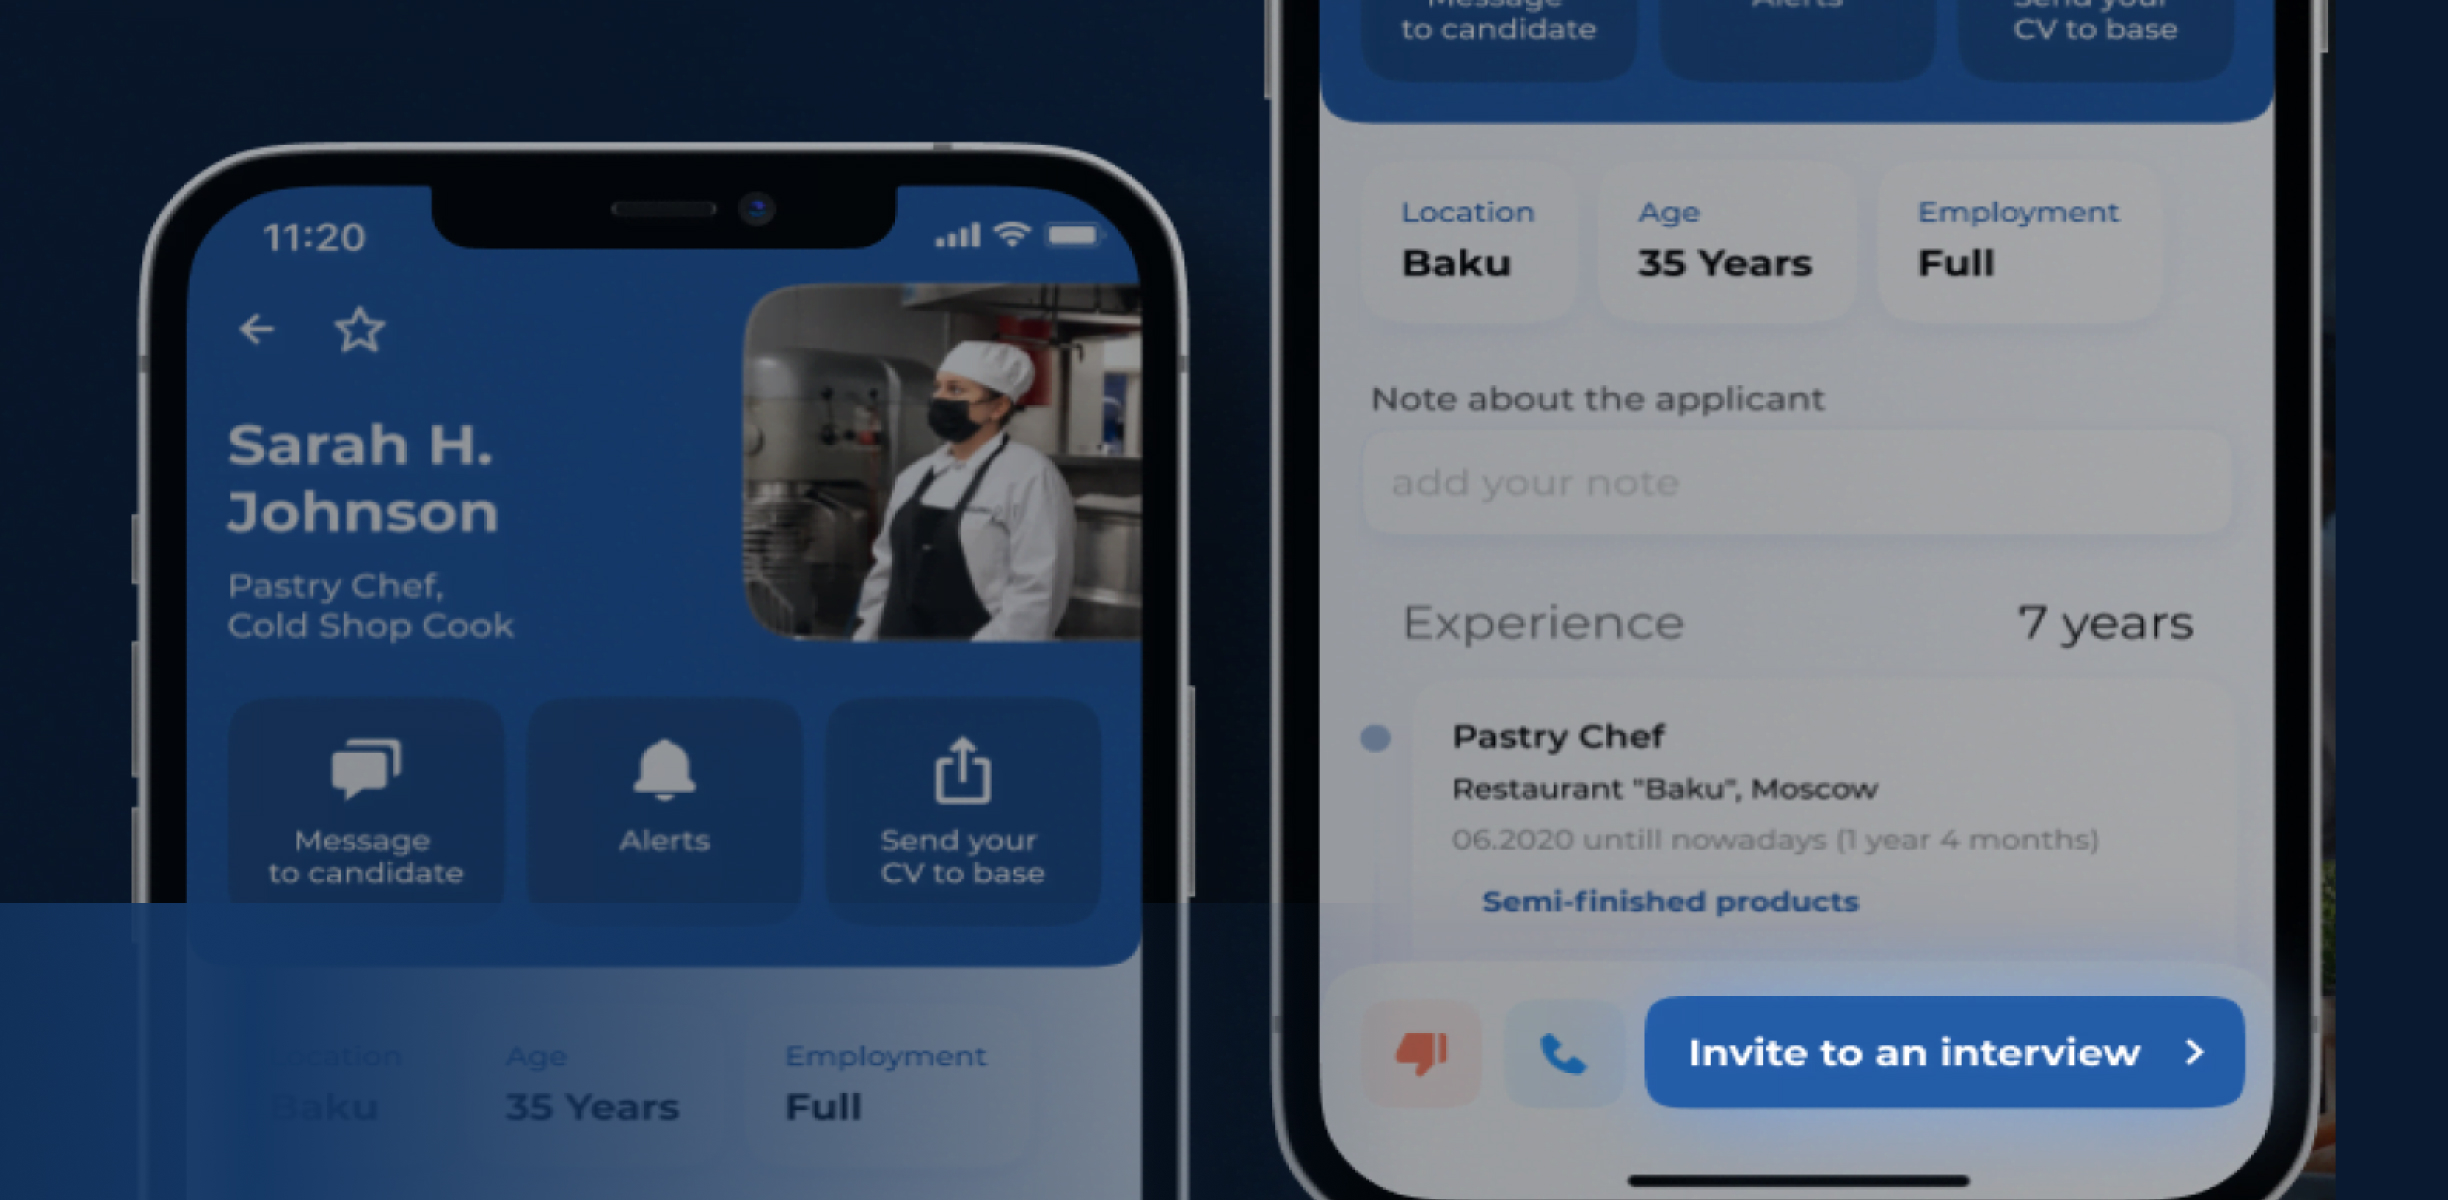 11:20
Sarah H.
Johnson
Pastry Chef,
Cold Shop Cook
Message
to candidate
Alerts
Send your
CV to base
Location
Baku
Age
35 Years
Employment
Full
Message
to candidate
Alerts
Send your
CV to base
Location
Baku
Age
35 Years
Employment
Full
Note about the applicant
add your note
Experience
7 years
Pastry Chef
Restaurant "Baku", Moscow
06.2020 untill nowadays (1 year 4 months)
Semi-finished products
Invite to an interview